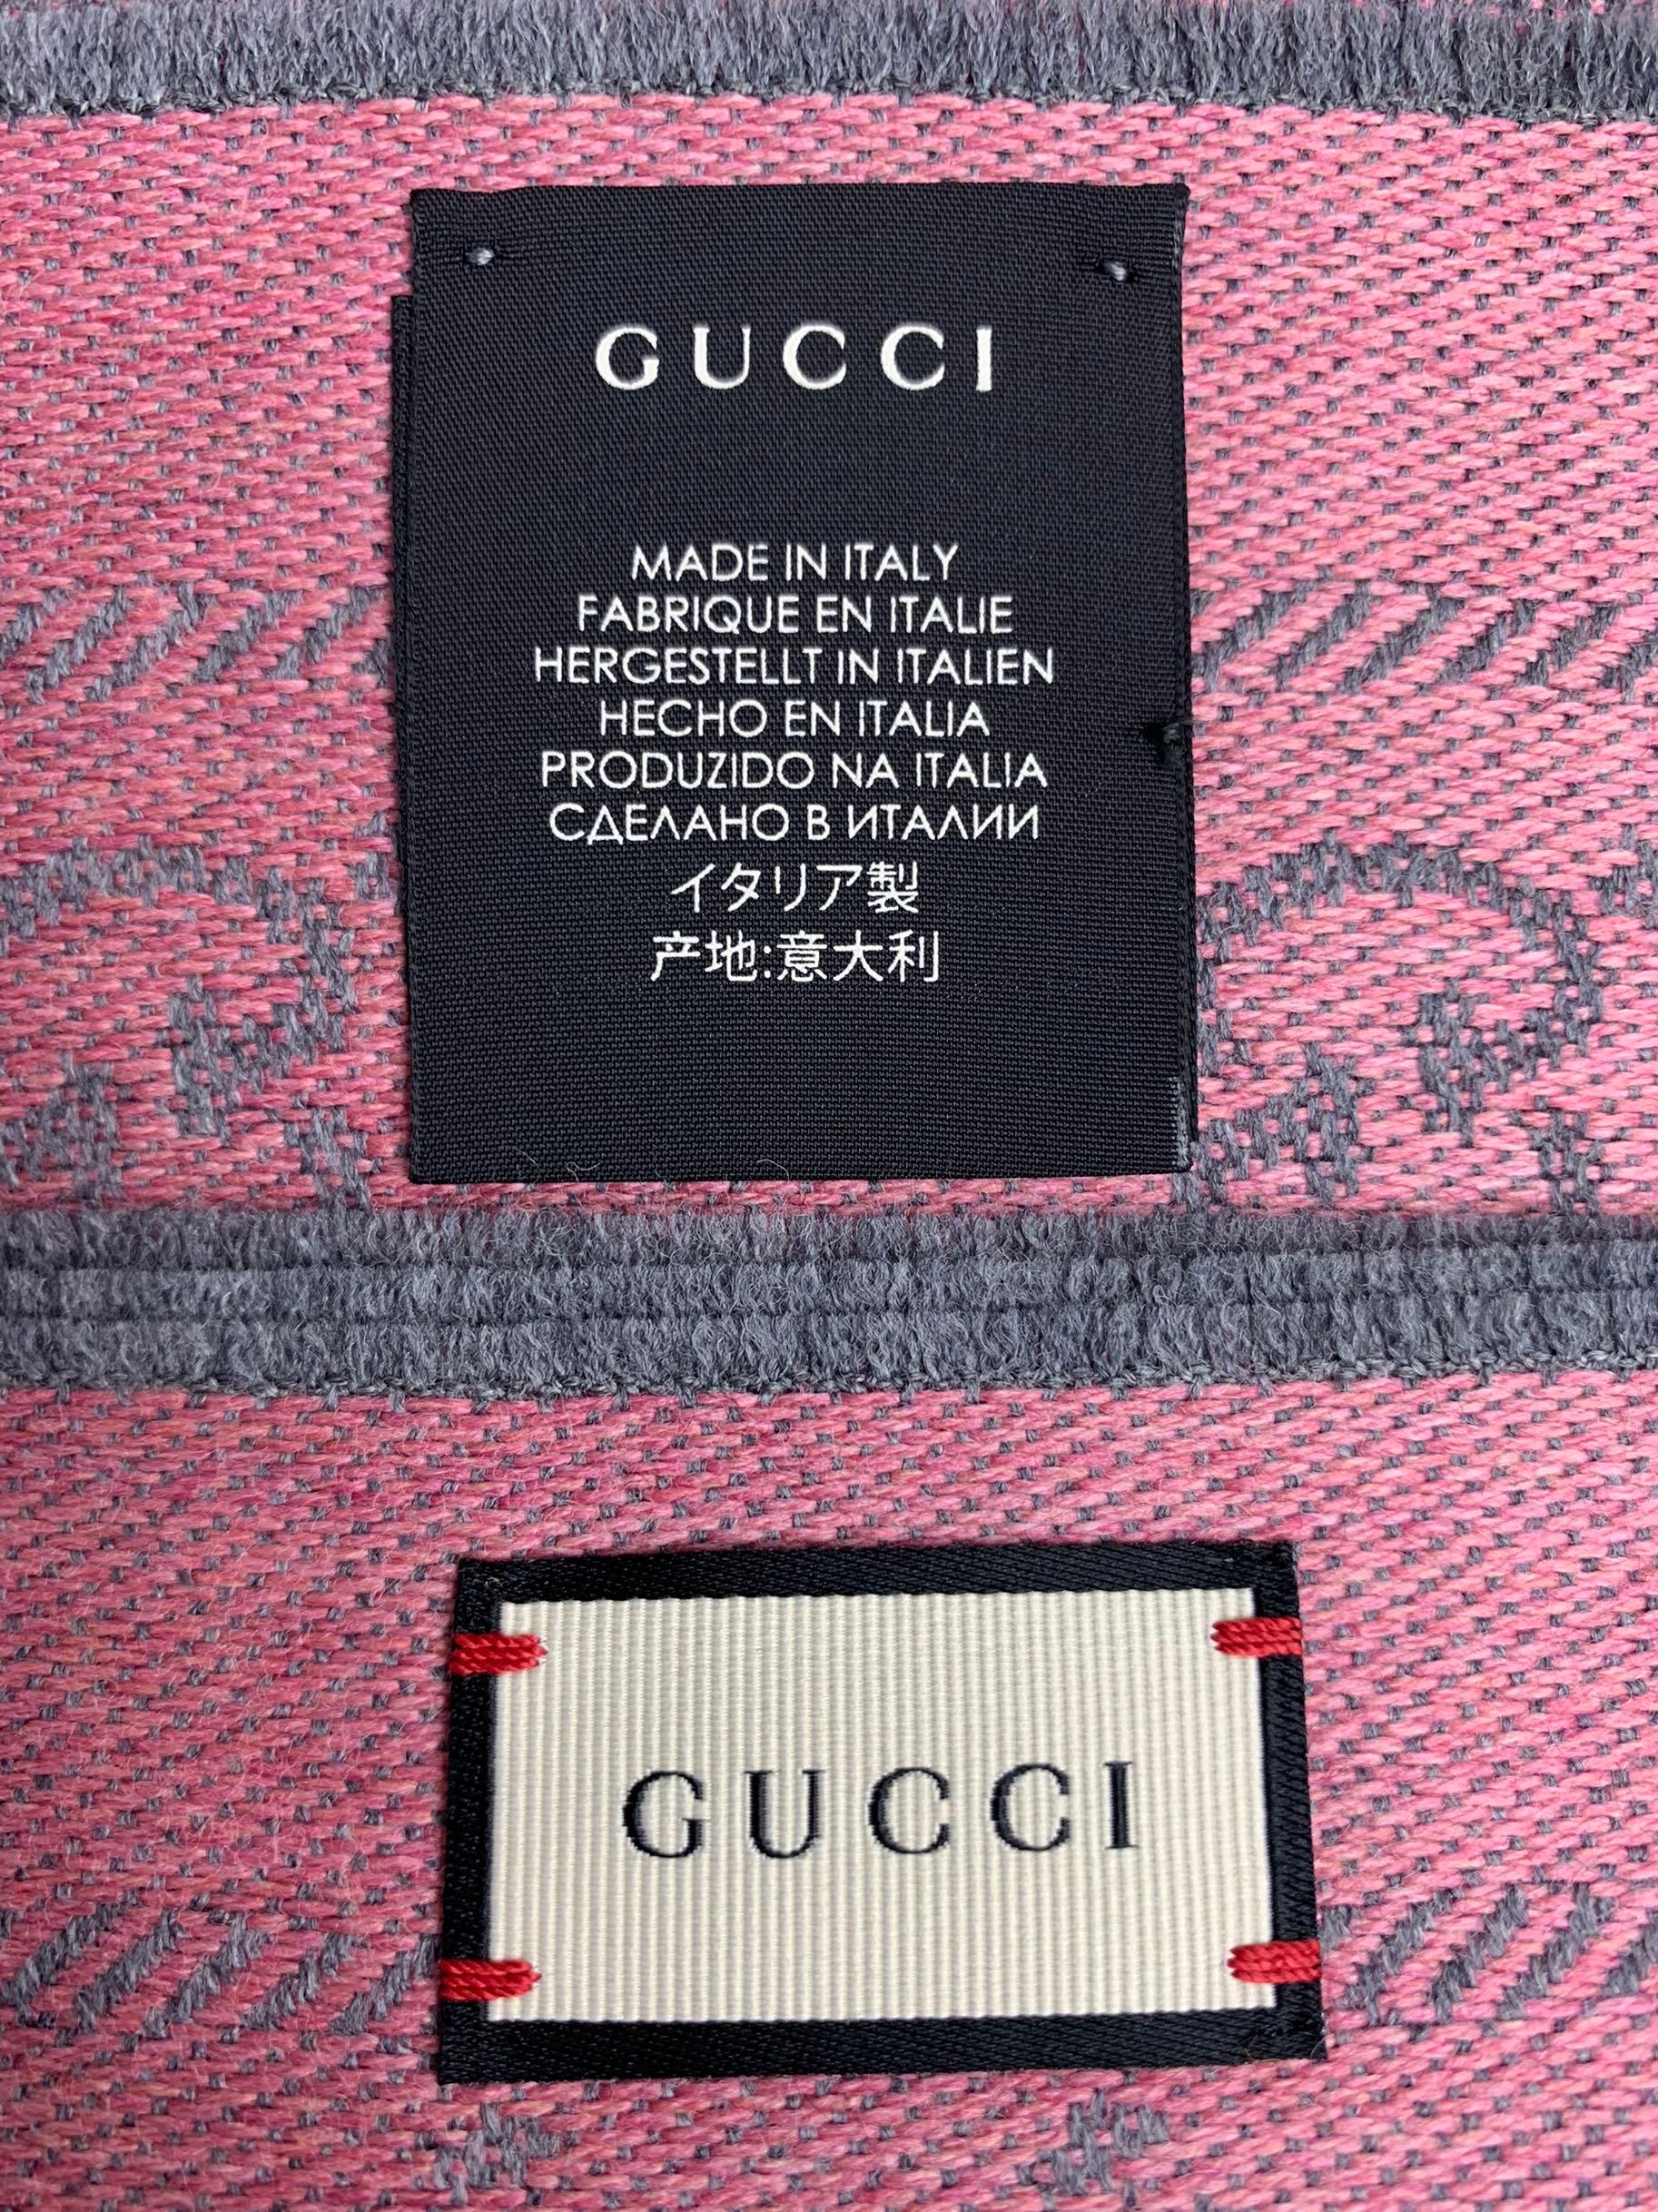 GUCCI
MADE IN ITALY
FABRIQUE EN ITALIE
HERGESTELLT IN ITALIEN
HECHO EN ITALIA
PRODUZIDO NA ITALIA
СДЕЛАНО В ИТАЛИИ
イタリア製
产地:意大利
GUCCI